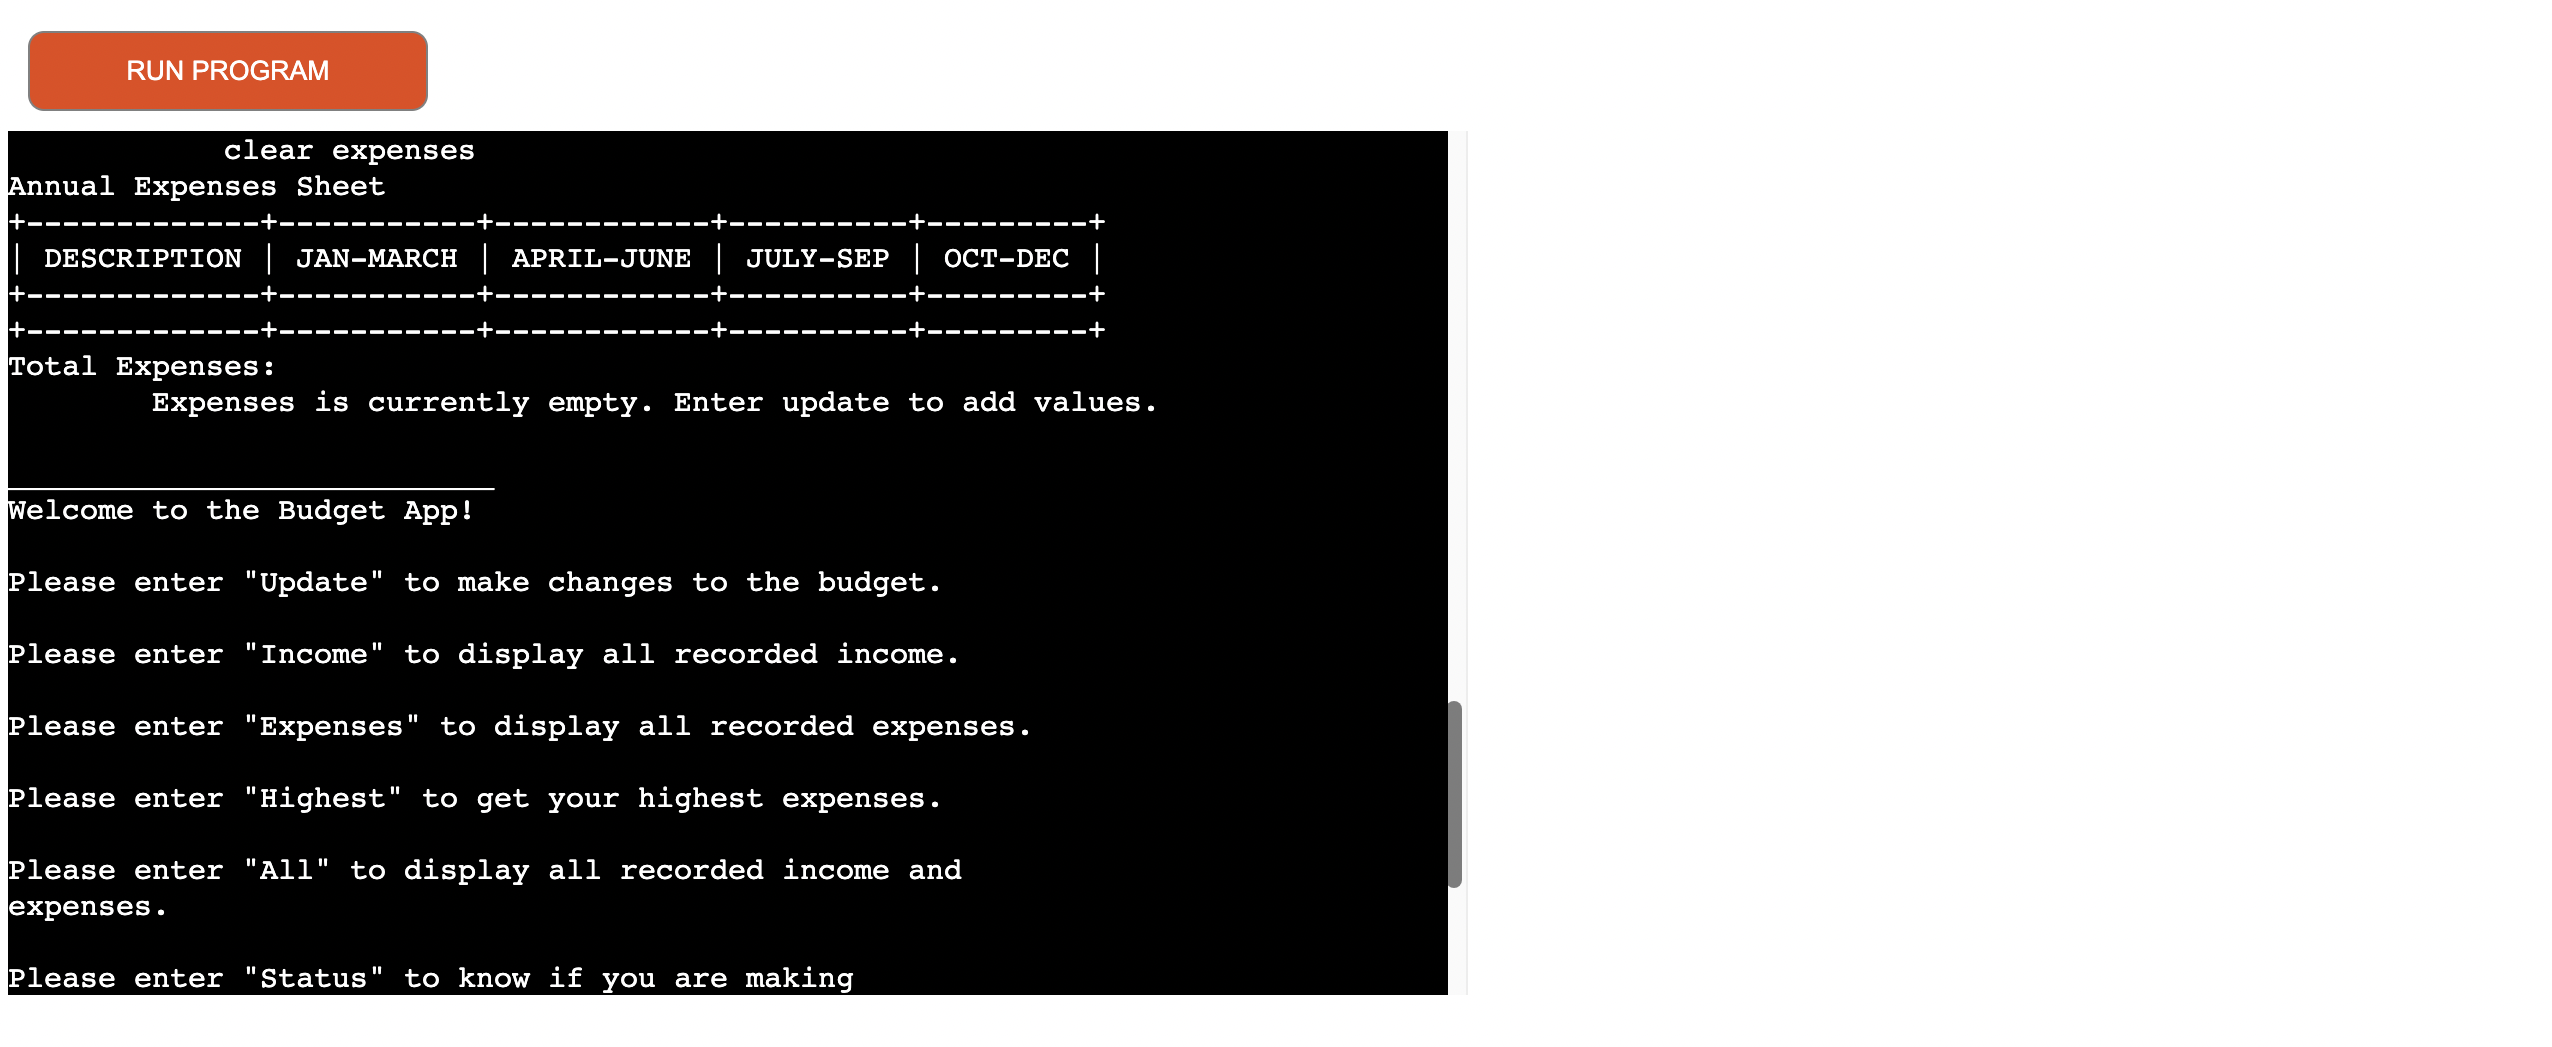 RUN PROGRAM
clear expenses
Annual Expenses Sheet
+-------------+-----------+------------+----------+---------+
| DESCRIPTION | JAN-MARCH | APRIL-JUNE | JULY-SEP | OCT-DEC |
+-------------+-----------+------------+----------+---------+
+-------------+-----------+------------+----------+---------+
Total Expenses:
Expenses is currently empty. Enter update to add values.
___________________________
Welcome to the Budget App!
Please enter "Update" to make changes to the budget.
Please enter "Income" to display all recorded income.
Please enter "Expenses" to display all recorded expenses.
Please enter "Highest" to get your highest expenses.
Please enter "All" to display all recorded income and
expenses.
Please enter "Status" to know if you are making